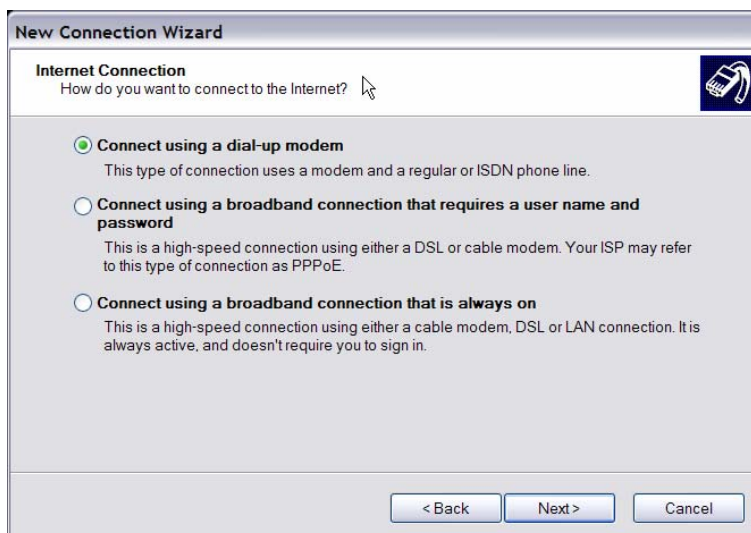 New Connection Wizard
Internet Connection
How do you want to connect to the Internet?
Connect using a dial-up modem
This type of connection uses a modem and a regular or ISDN phone line.
Connect using a broadband connection that requires a user name and
password
This is a high-speed connection using either a DSL or cable modem. Your ISP may refer
to this type of connection as PPPoE.
Connect using a broadband connection that is always on
This is a high-speed connection using either a cable modem, DSL or LAN connection. It is
always active, and doesn't require you to sign in.
< Back
Next >
Cancel